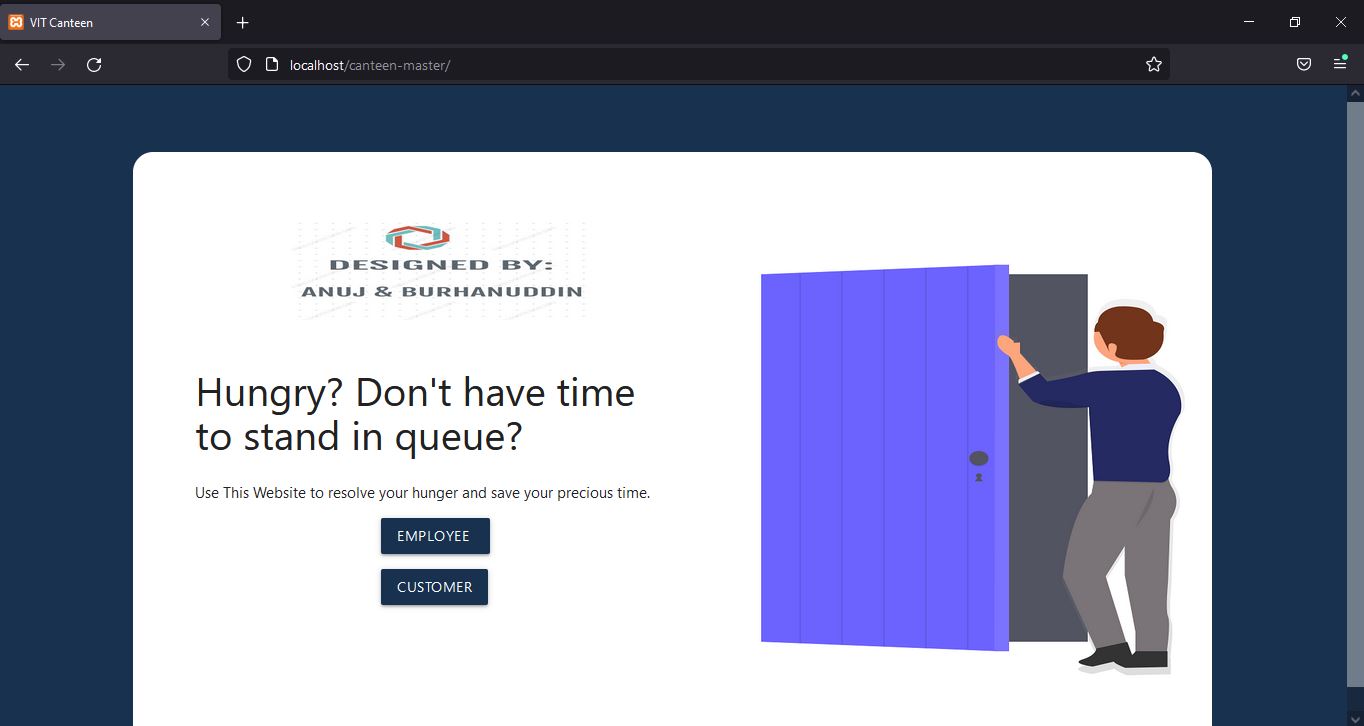 VIT Canteen
localhost/canteen-master/
DESIGNED BY:
ANUJ & BURHANUDDIN
Hungry? Don't have time
to stand in queue?
Use This Website to resolve your hunger and save your precious time.
EMPLOYEE
CUSTOMER